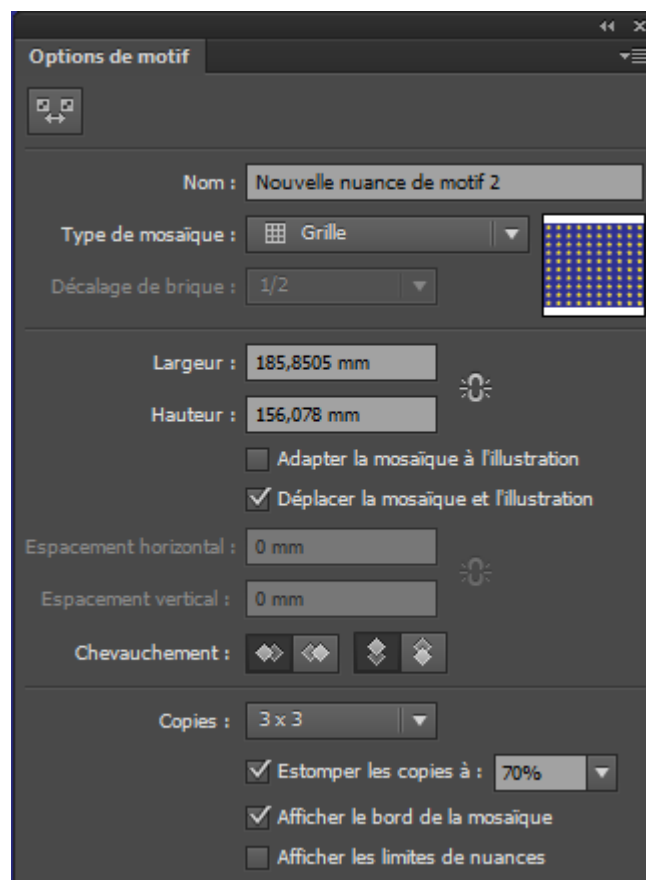 Options de motif
Nom : Nouvelle nuance de motif 2
Type de mosaïque : Grille
Décalage de brique : 1/2
Largeur : 185,8505 mm
Hauteur : 156,078 mm
Adapter la mosaïque à l'illustration
Déplacer la mosaïque et l'illustration
Espacement horizontal : 0 mm
Espacement vertical : 0 mm
Chevauchement :
Copies : 3 x 3
Estomper les copies à : 70%
Afficher le bord de la mosaïque
Afficher les limites de nuances